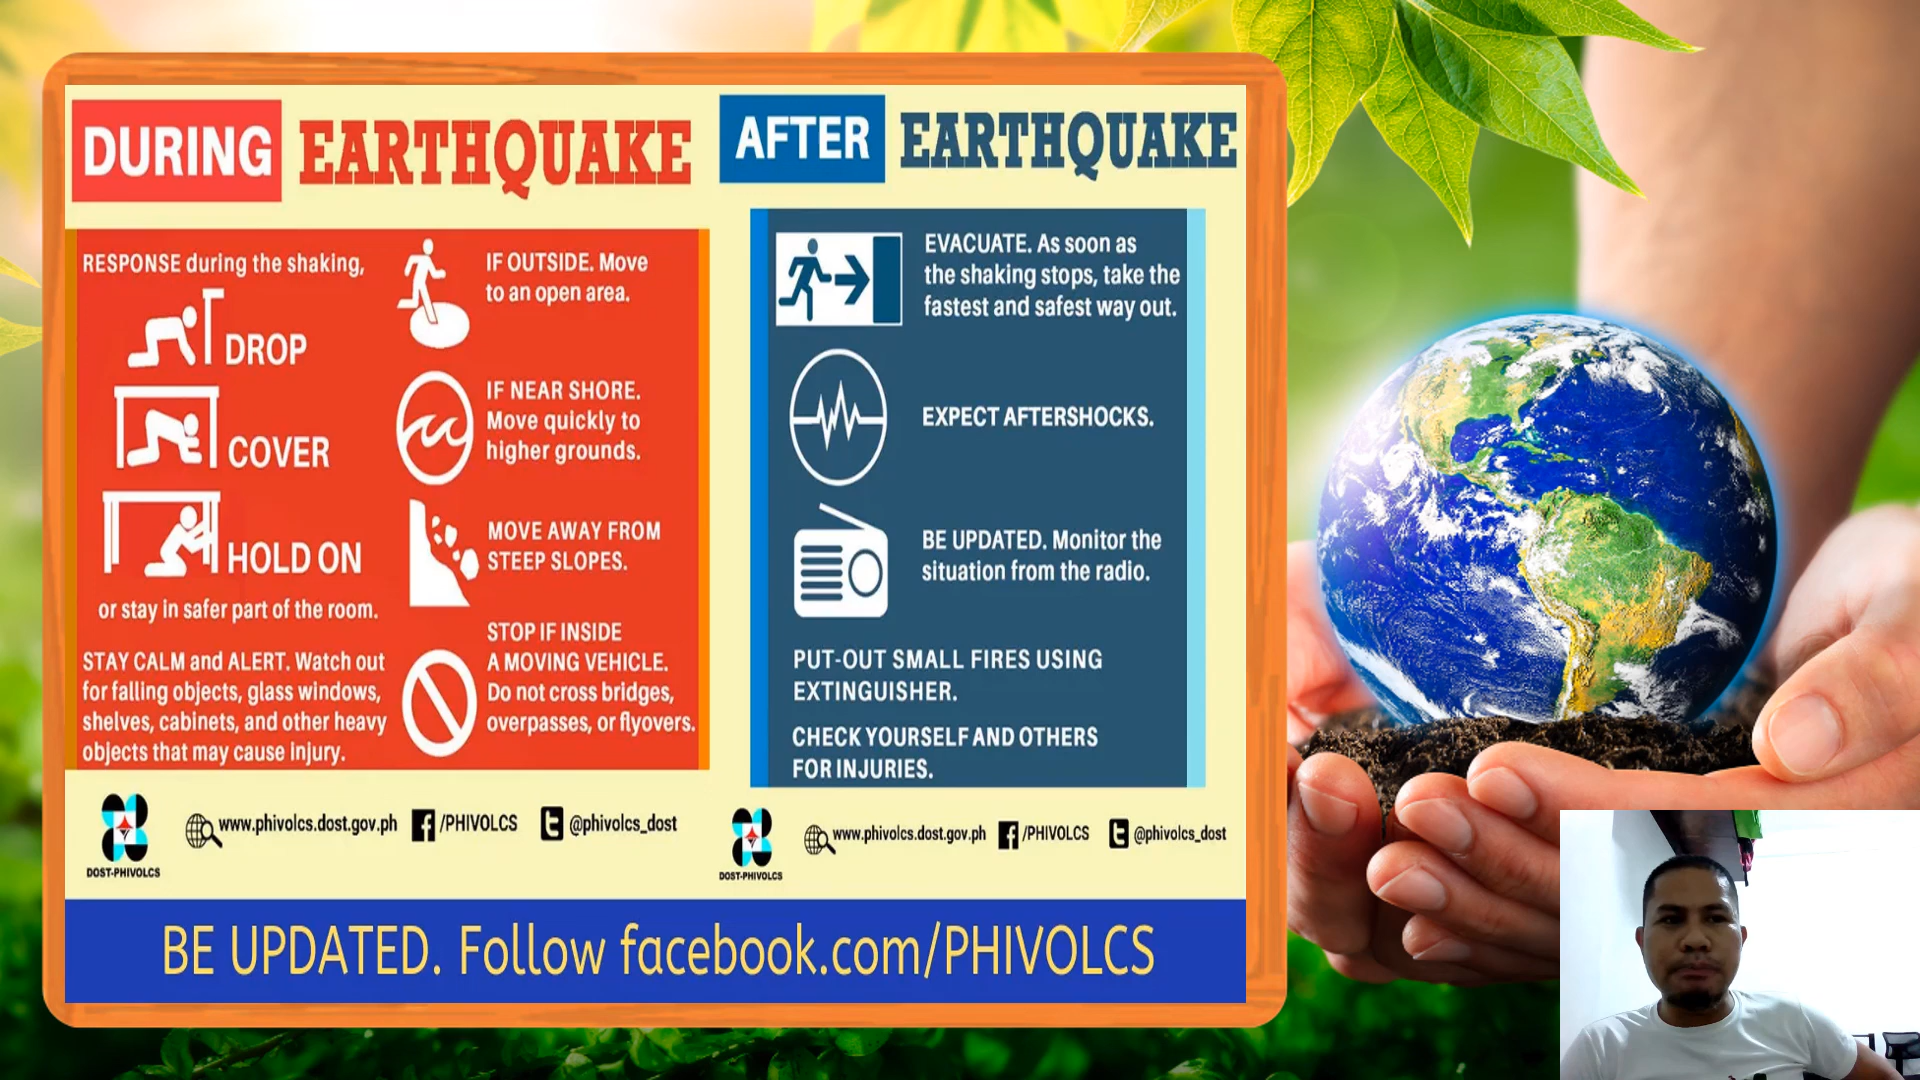 DURING EARTHQUAKE
RESPONSE during the shaking,
DROP
COVER
HOLD ON
or stay in safer part of the room.
STAY CALM and ALERT. Watch out
for falling objects, glass windows,
shelves, cabinets, and other heavy
objects that may cause injury.
IF OUTSIDE. Move
to an open area.
IF NEAR SHORE.
Move quickly to
higher grounds.
MOVE AWAY FROM
STEEP SLOPES.
STOP IF INSIDE
A MOVING VEHICLE.
Do not cross bridges,
overpasses, or flyovers.
DOST-PHIVOLCS
www.phivolcs.dost.gov.ph
/PHIVOLCS
@phivolcs_dost
AFTER EARTHQUAKE
EVACUATE. As soon as
the shaking stops, take the
fastest and safest way out.
EXPECT AFTERSHOCKS.
BE UPDATED. Monitor the
situation from the radio.
PUT-OUT SMALL FIRES USING
EXTINGUISHER.
CHECK YOURSELF AND OTHERS
FOR INJURIES.
DOST-PHIVOLCS
www.phivolcs.dost.gov.ph
/PHIVOLCS
@phivolcs_dost
BE UPDATED. Follow facebook.com/PHIVOLCS